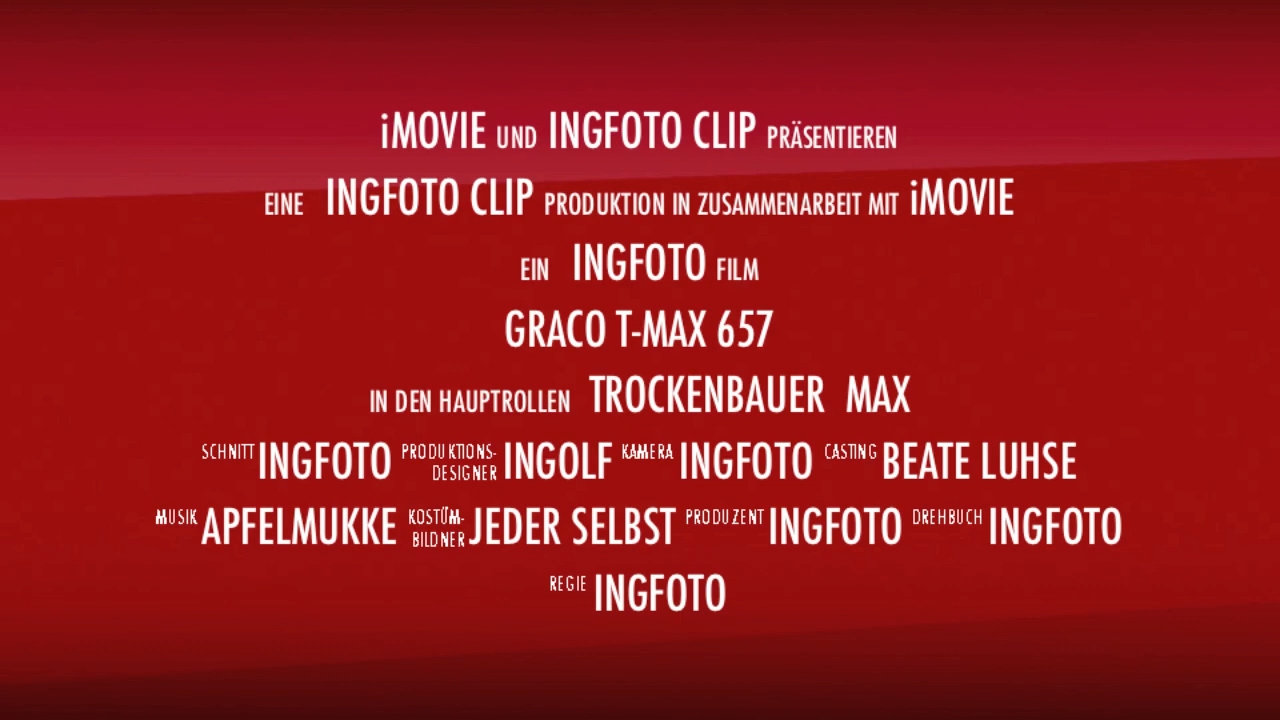 iMOVIE UND INGFOTO CLIP PRÄSENTIEREN
EINE INGFOTO CLIP PRODUKTION IN ZUSAMMENARBEIT MIT iMOVIE
EIN INGFOTO FILM
GRACO T-MAX 657
IN DEN HAUPTROLLEN TROCKENBAUER MAX
SCHNITT INGFOTO PRODUKTIONS-DESIGNER INGOLF KAMERA INGFOTO CASTING BEATE LUHSE
MUSIK APFELMUKKE KOSTÜM-BILDNER JEDER SELBST PRODUZENT INGFOTO DREHBUCH INGFOTO
REGIE INGFOTO